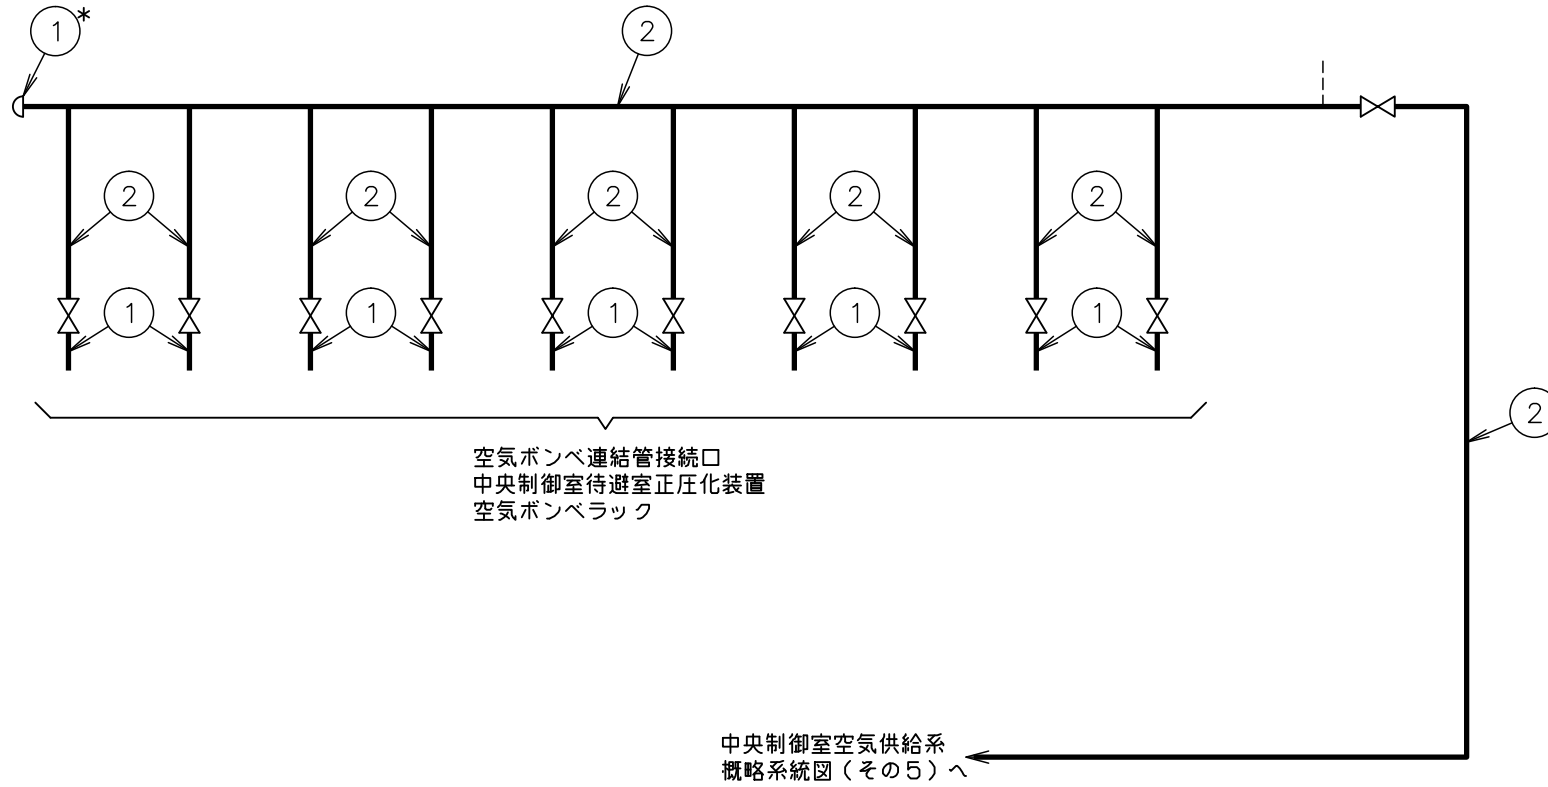 1*
2
2 2 2 2 2
1 1 1 1 1
2
空気ボンベ連結管接続口
中央制御室待避室正圧化装置
空気ボンベラック
中央制御室空気供給系
概略系統図（その５）へ